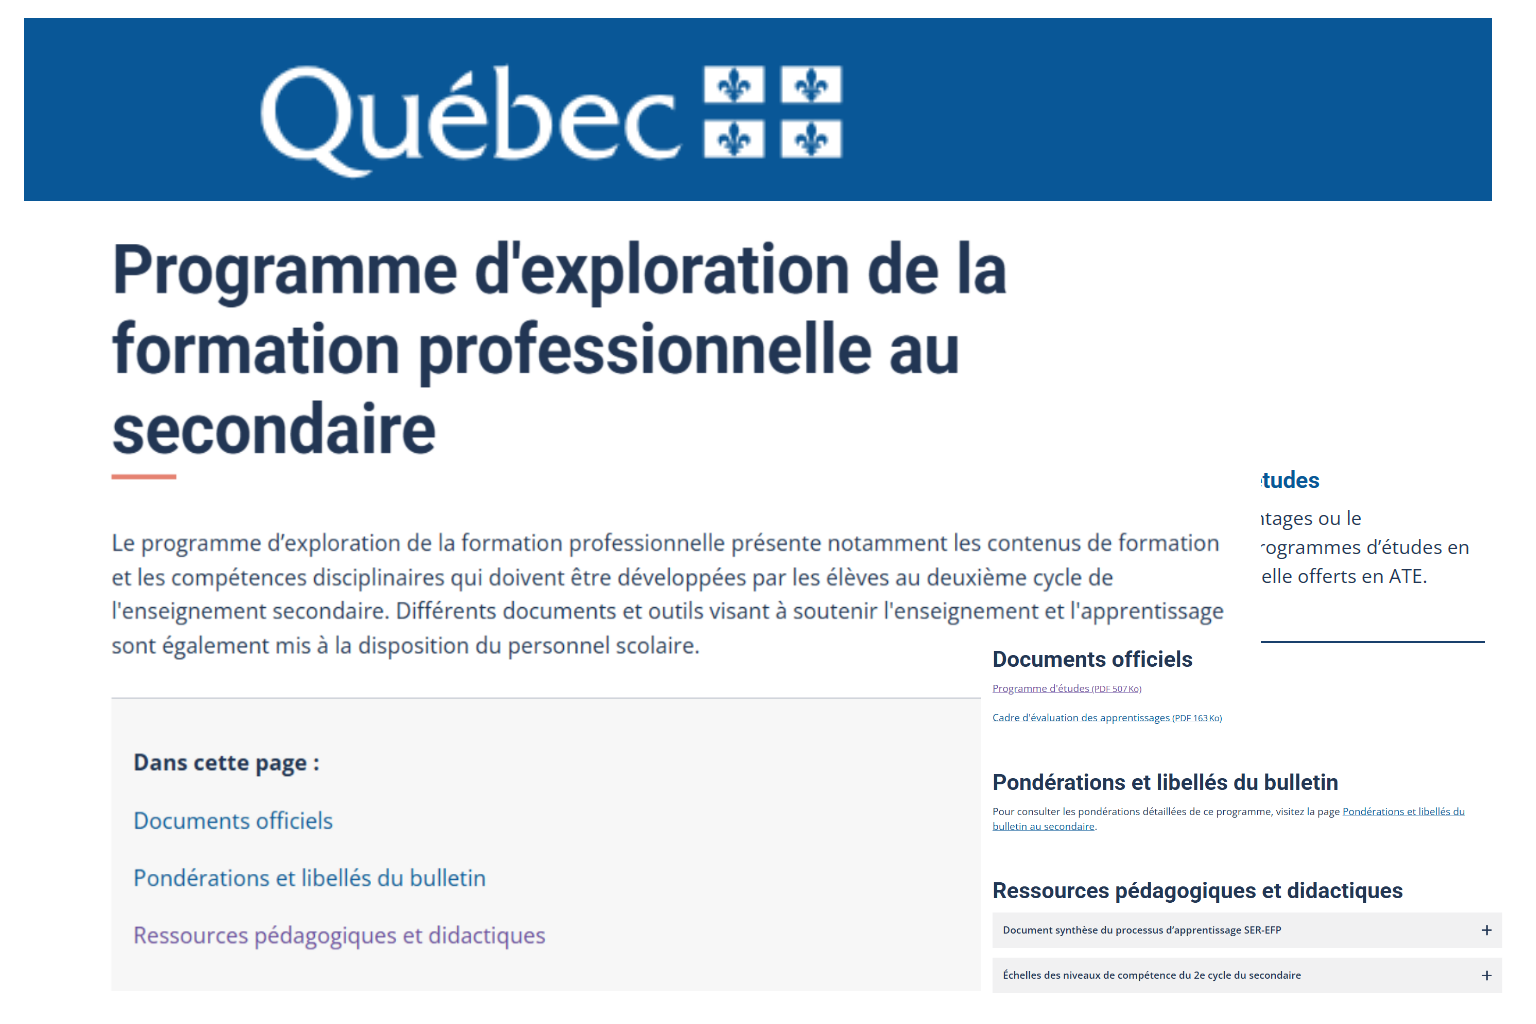 Québec
Programme d'exploration de la
formation professionnelle au
secondaire
Le programme d’exploration de la formation professionnelle présente notamment les contenus de formation
et les compétences disciplinaires qui doivent être développées par les élèves au deuxième cycle de
l'enseignement secondaire. Différents documents et outils visant à soutenir l'enseignement et l'apprentissage
sont également mis à la disposition du personnel scolaire.
Dans cette page :
Documents officiels
Pondérations et libellés du bulletin
Ressources pédagogiques et didactiques
tudes
ntages ou le
rogrammes d’études en
elle offerts en ATE.
Documents officiels
Programme d'études (PDF 507 Ko)
Cadre d'évaluation des apprentissages (PDF 163 Ko)
Pondérations et libellés du bulletin
Pour consulter les pondérations détaillées de ce programme, visitez la page Pondérations et libellés du
bulletin au secondaire.
Ressources pédagogiques et didactiques
Document synthèse du processus d’apprentissage SER-EFP
Échelles des niveaux de compétence du 2e cycle du secondaire